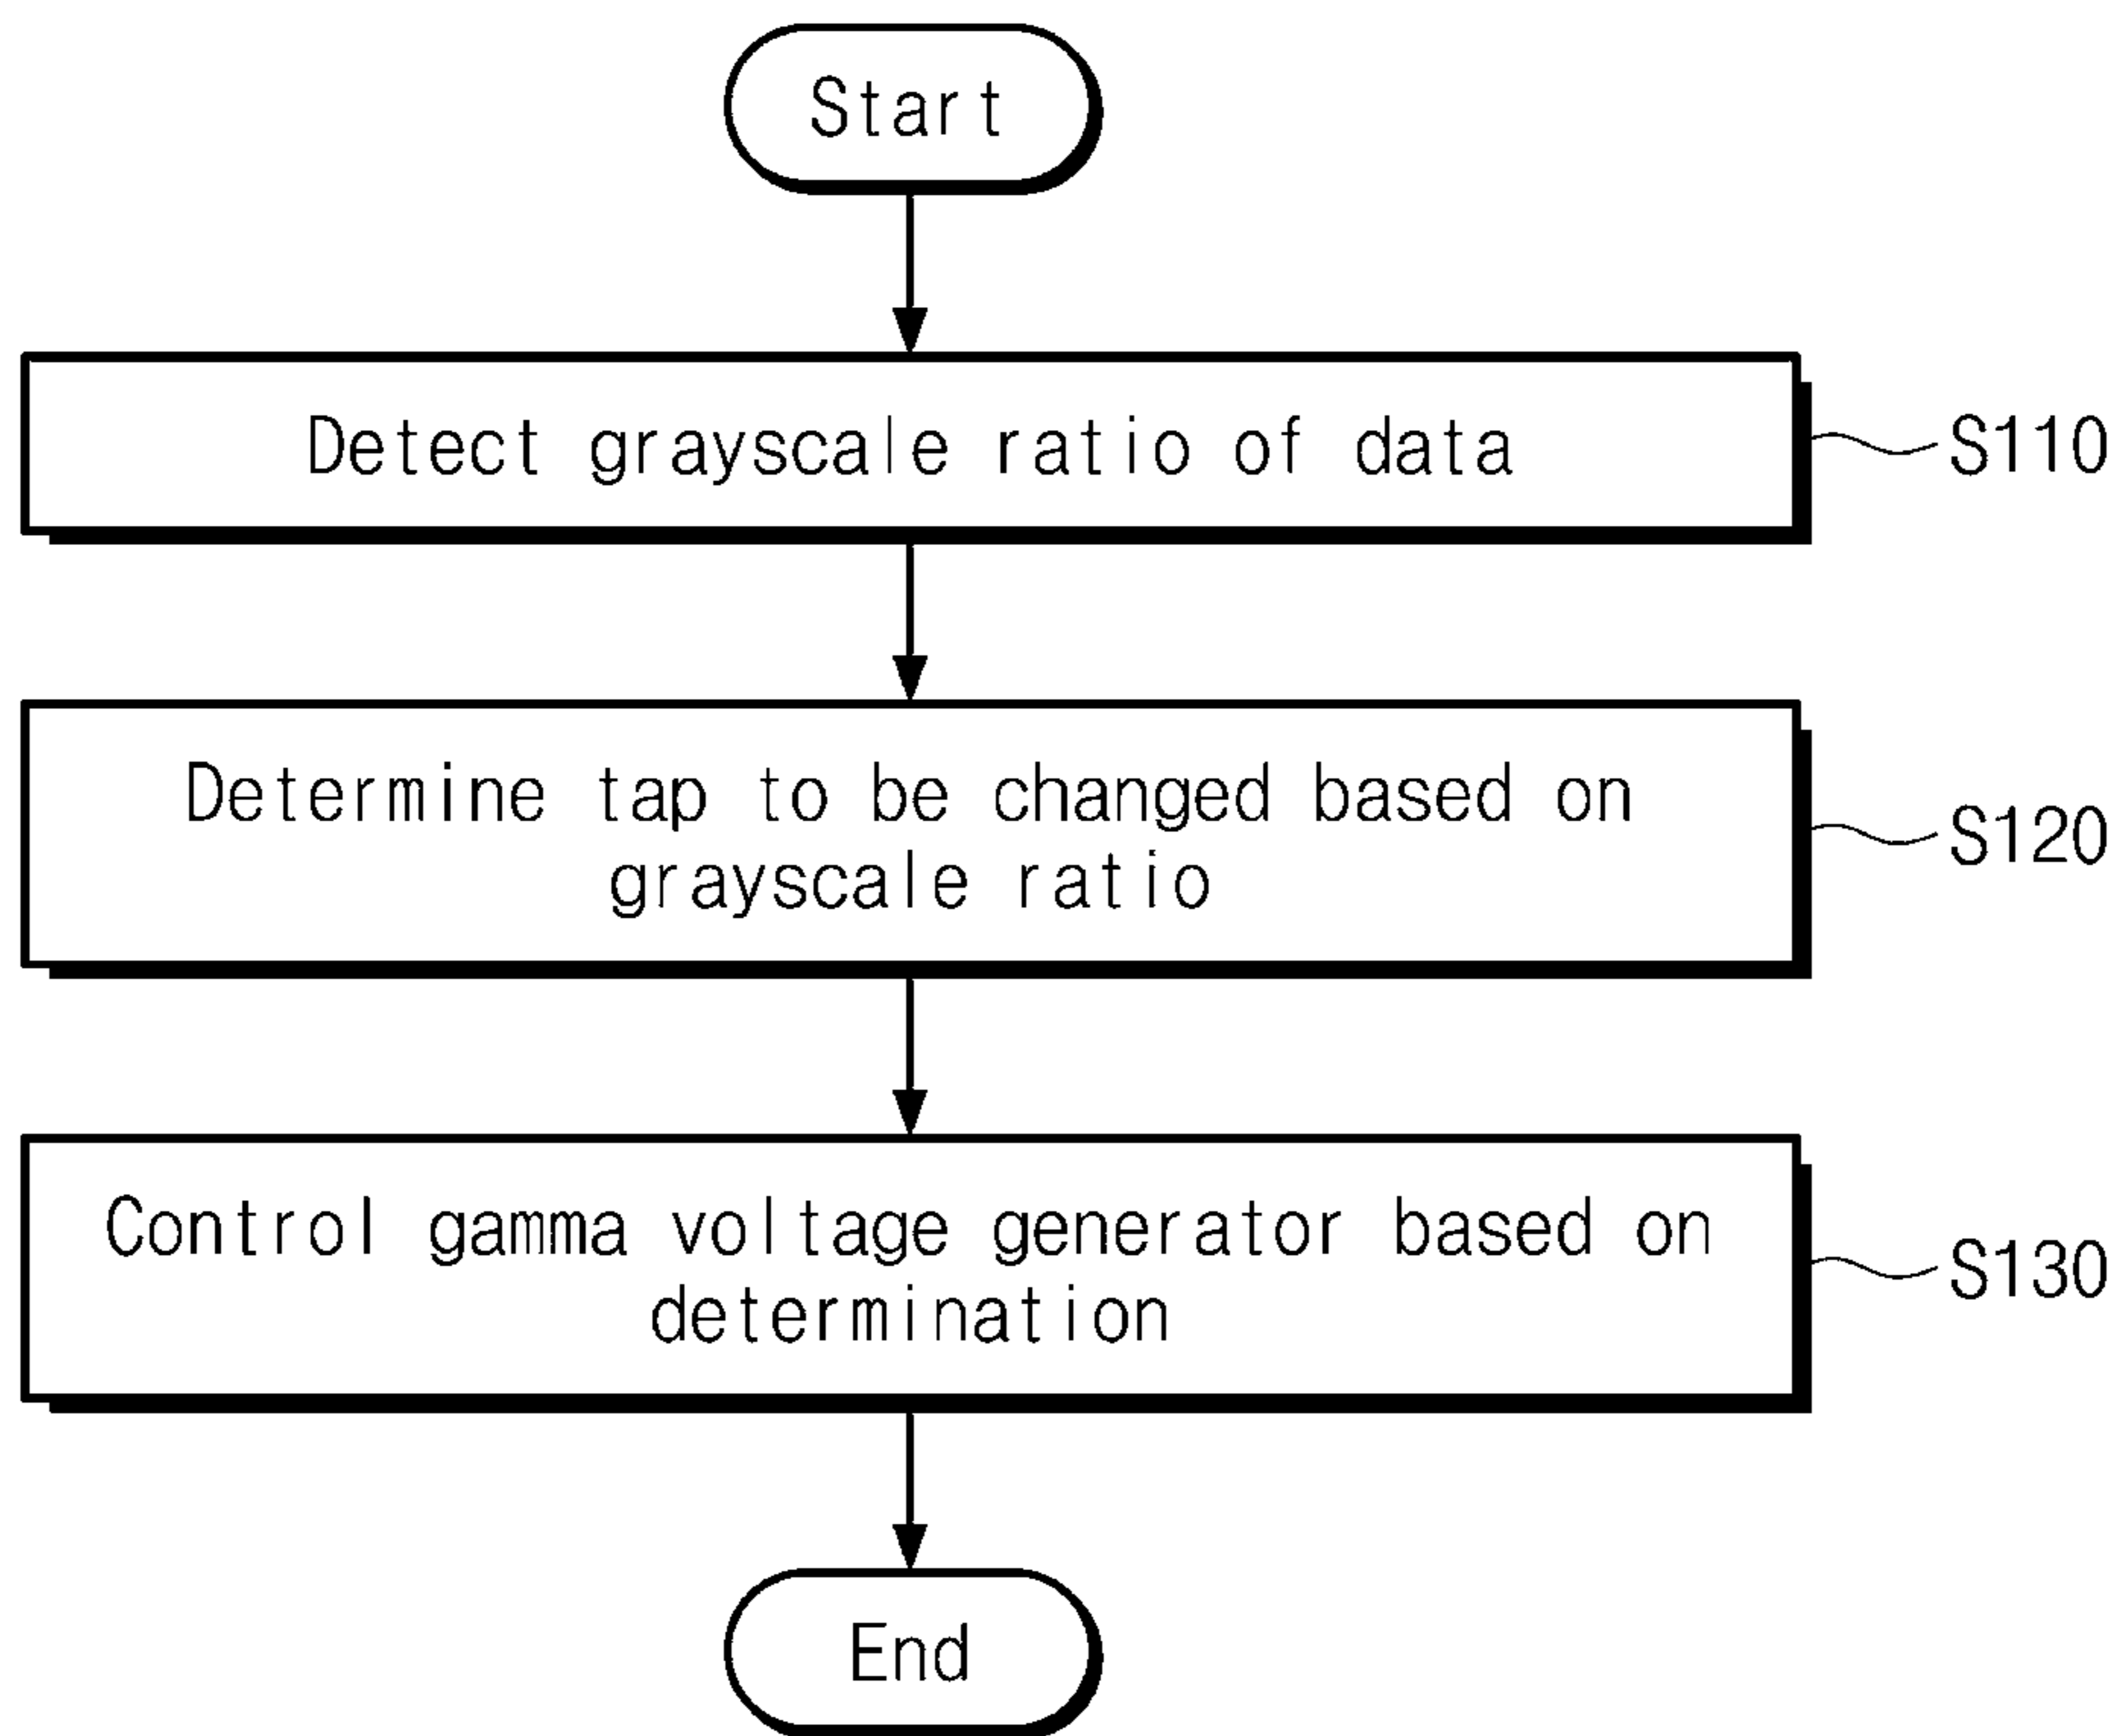 Start
Detect grayscale ratio of data
S110
Determine tap to be changed based on
grayscale ratio
S120
Control gamma voltage generator based on
determination
S130
End